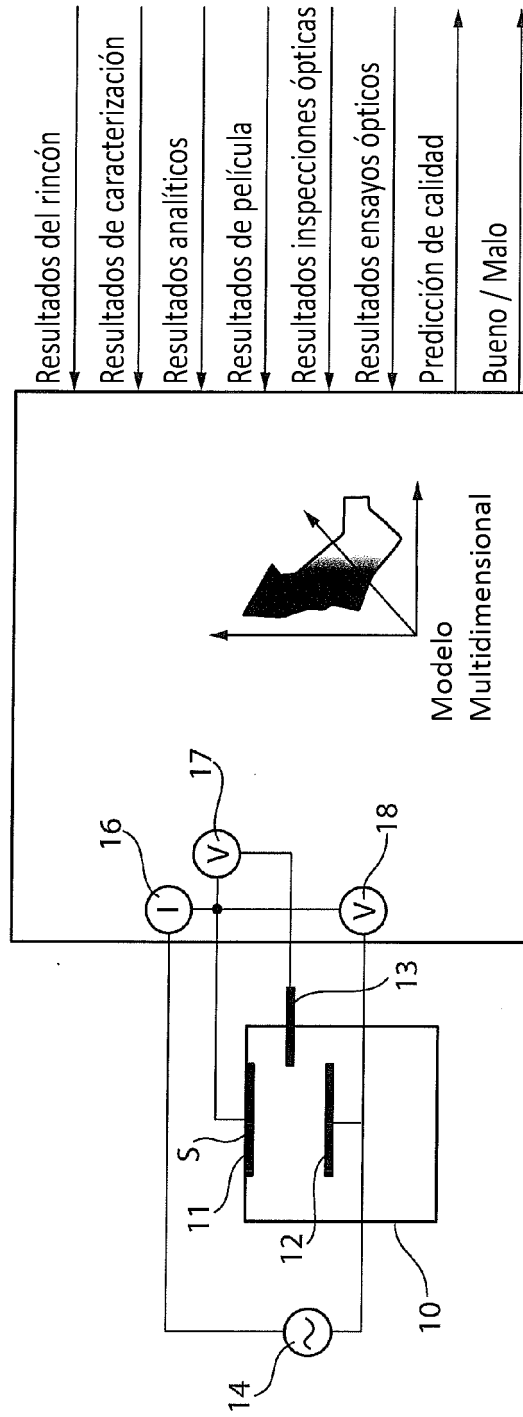 Resultados del rincón
Resultados de caracterización
Resultados analíticos
Resultados de película
Resultados inspecciones ópticas
Resultados ensayos ópticos
Predicción de calidad
Bueno / Malo
Modelo
Multidimensional
16
I
17
V
18
V
13
S
11
12
10
14